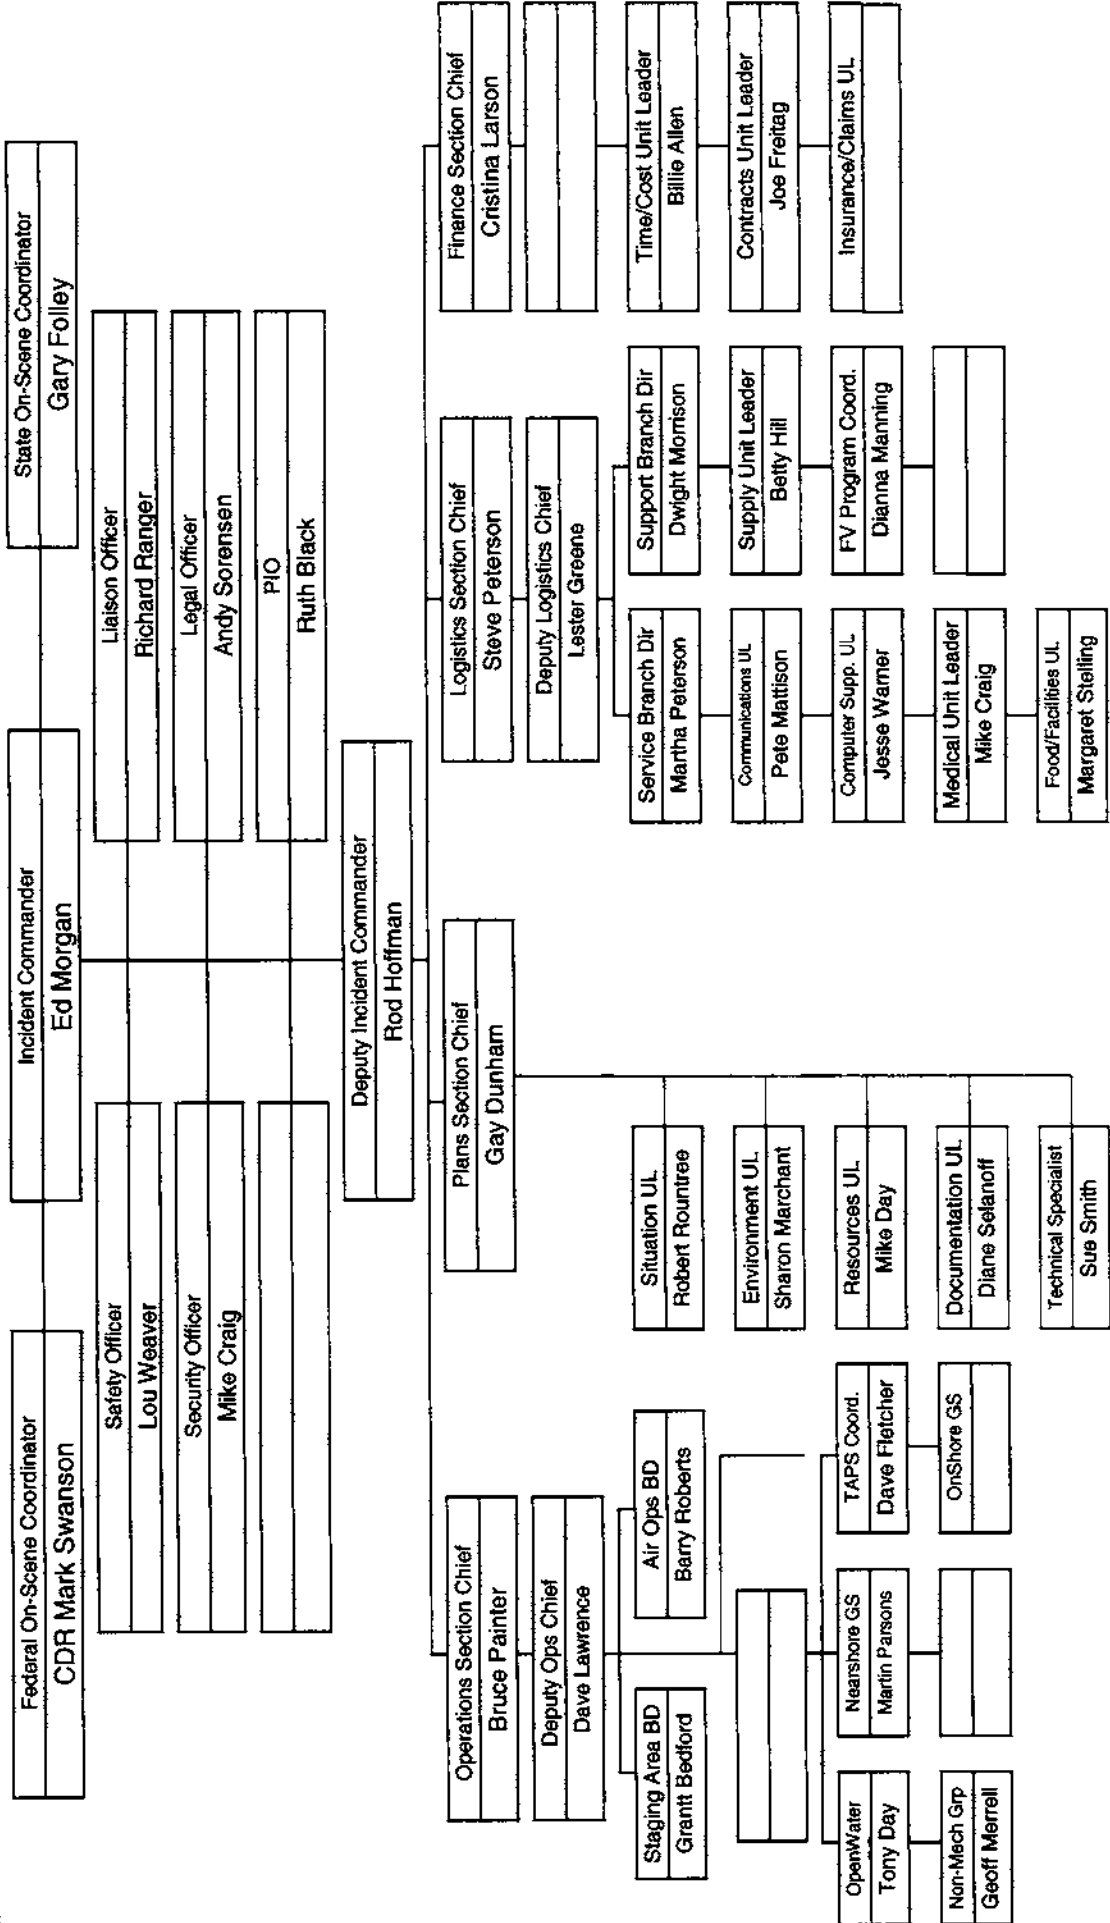 Federal On-Scene Coordinator
CDR Mark Swanson
Incident Commander
Ed Morgan
State On-Scene Coordinator
Gary Folley
Safety Officer
Lou Weaver
Liaison Officer
Richard Ranger
Security Officer
Mike Craig
Legal Officer
Andy Sorensen
PIO
Ruth Black
Deputy Incident Commander
Rod Hoffman
Operations Section Chief
Bruce Painter
Plans Section Chief
Gay Dunham
Logistics Section Chief
Steve Peterson
Finance Section Chief
Cristina Larson
Deputy Ops Chief
Dave Lawrence
Deputy Logistics Chief
Lester Greene
Staging Area BD
Grantt Bedford
Air Ops BD
Barry Roberts
Situation UL
Robert Rountree
Service Branch Dir
Martha Peterson
Support Branch Dir
Dwight Morrison
Time/Cost Unit Leader
Billie Allen
Environment UL
Sharon Marchant
Communications UL
Pete Mattison
Supply Unit Leader
Betty Hill
Contracts Unit Leader
Joe Freitag
OpenWater
Tony Day
Nearshore GS
Martin Parsons
TAPS Coord.
Dave Fletcher
Resources UL
Mike Day
Computer Supp. UL
Jesse Warner
FV Program Coord.
Dianna Manning
Insurance/Claims UL
Non-Mech Grp
Geoff Merrell
OnShore GS
Documentation UL
Diane Selanoff
Medical Unit Leader
Mike Craig
Technical Specialist
Sue Smith
Food/Facilities UL
Margaret Stelling